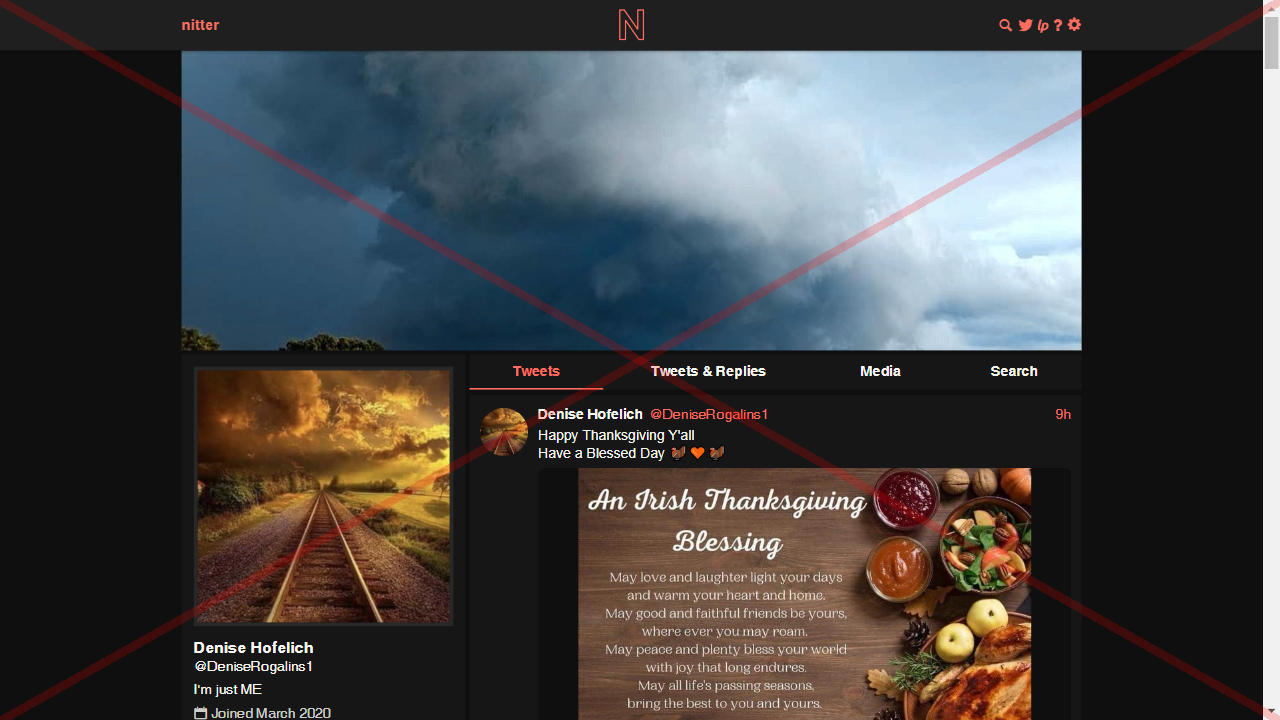 nitter
N
lp ?
Tweets
Tweets & Replies
Media
Search
Denise Hofelich @DeniseRogalins1 9h
Happy Thanksgiving Y'all
Have a Blessed Day 🦃 🧡 🦃
An Irish Thanksgiving
Blessing
May love and laughter light your days
and warm your heart and home.
May good and faithful friends be yours,
where ever you may roam.
May peace and plenty bless your world
with joy that long endures.
May all life's passing seasons,
bring the best to you and yours.
Denise Hofelich
@DeniseRogalins1
I'm just ME
Joined March 2020